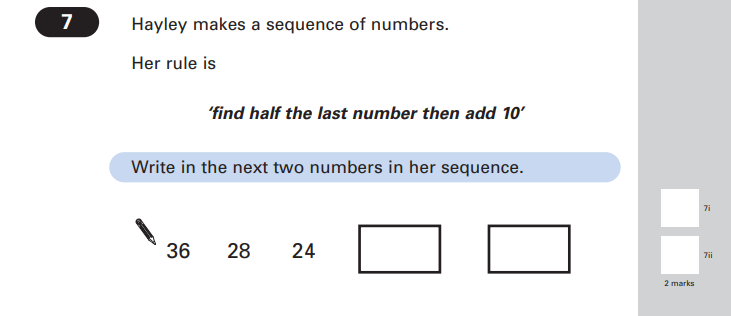 7
Hayley makes a sequence of numbers.
Her rule is
‘find half the last number then add 10’
Write in the next two numbers in her sequence.
36 28 24
7i
7ii
2 marks